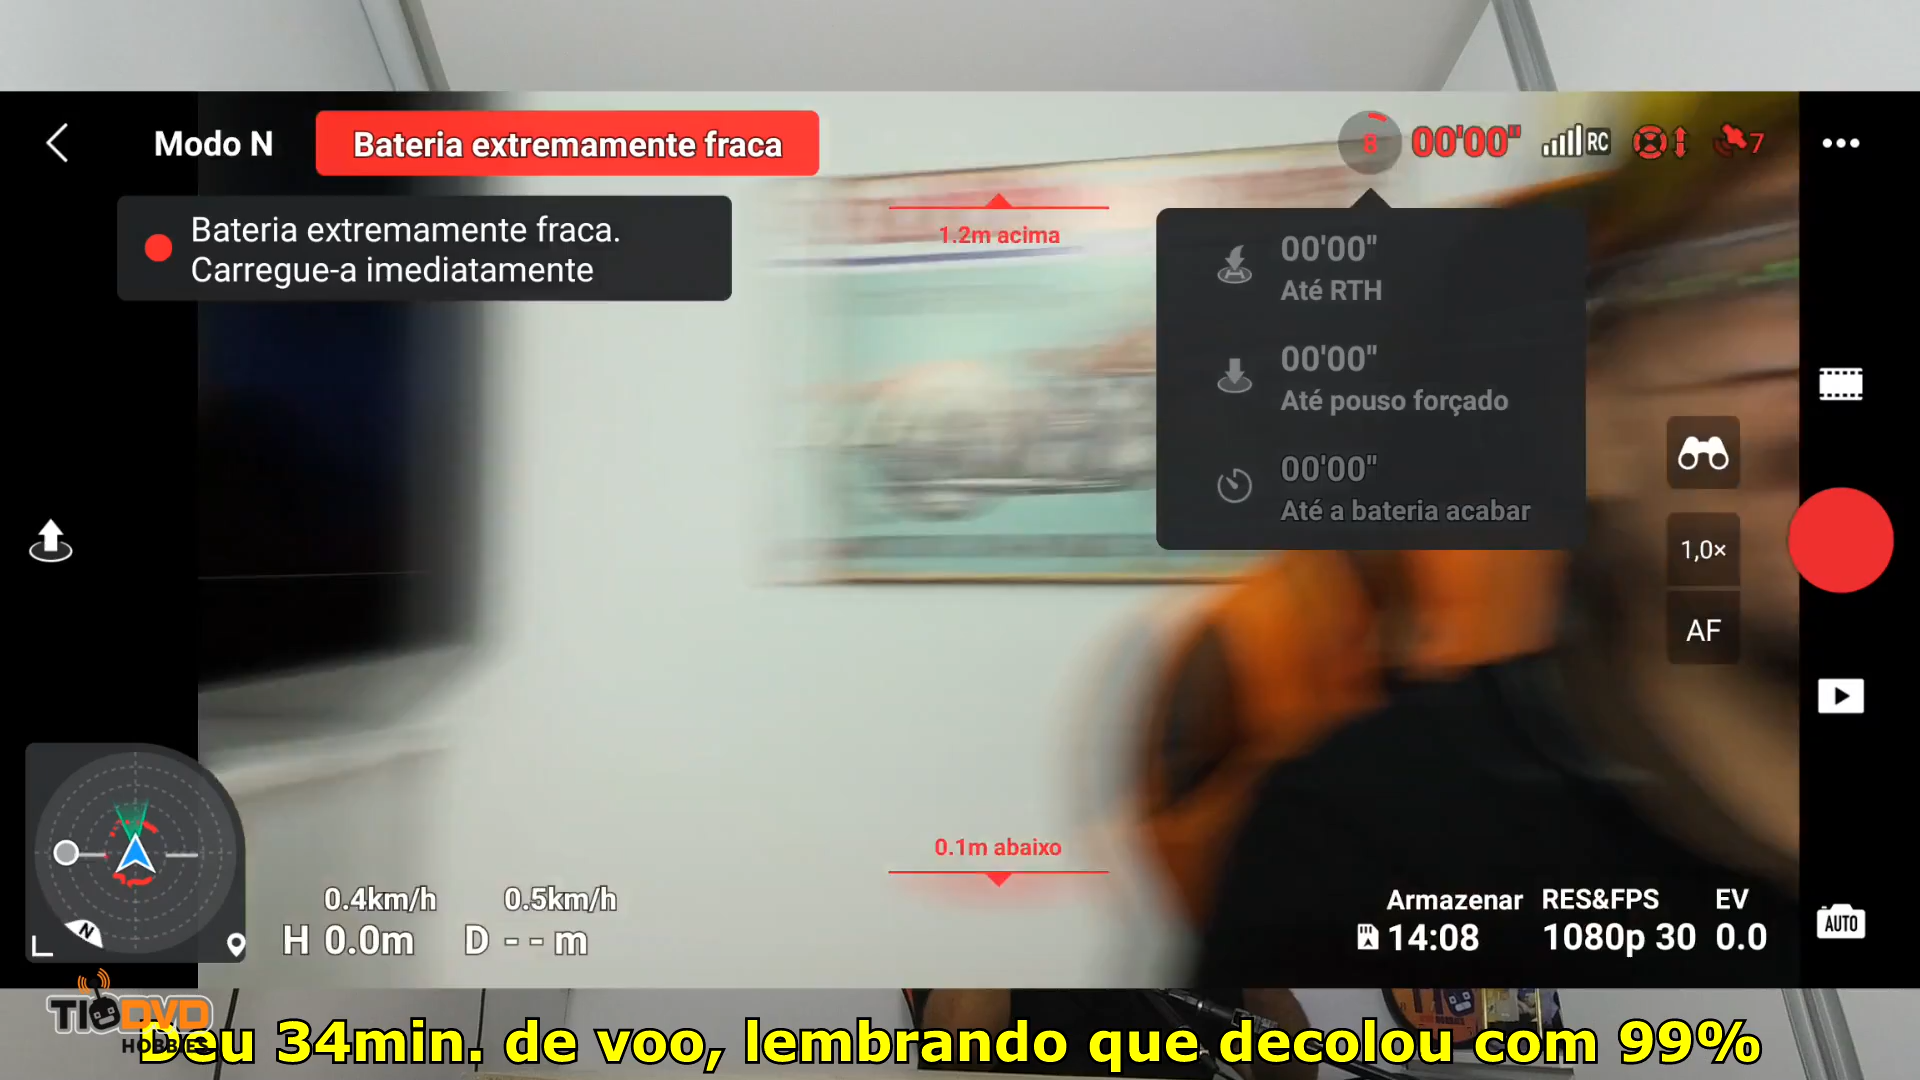 Modo N
Bateria extremamente fraca
8
00'00"
RC
7
Bateria extremamente fraca.
Carregue-a imediatamente
1.2m acima
00'00"
Até RTH
00'00"
Até pouso forçado
00'00"
Até a bateria acabar
1,0×
AF
0.1m abaixo
N
L
0.4km/h
0.5km/h
H 0.0m
D - - m
Armazenar
14:08
RES&FPS
1080p 30
EV
0.0
AUTO
TIODVD
HOBBIES
Deu 34min. de voo, lembrando que decolou com 99%